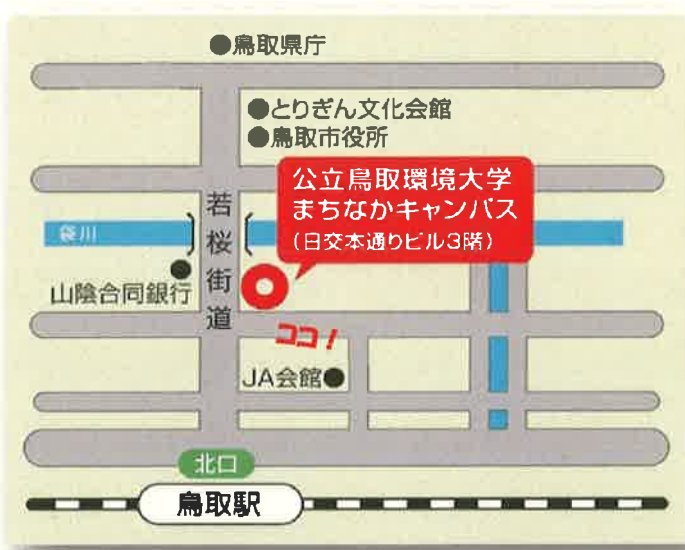 ●鳥取県庁
●とりぎん文化会館
●鳥取市役所
公立鳥取環境大学
まちなかキャンパス
(日交本通りビル3階)
袋川
若桜街道
山陰合同銀行
ココ!
JA会館●
北口
鳥取駅